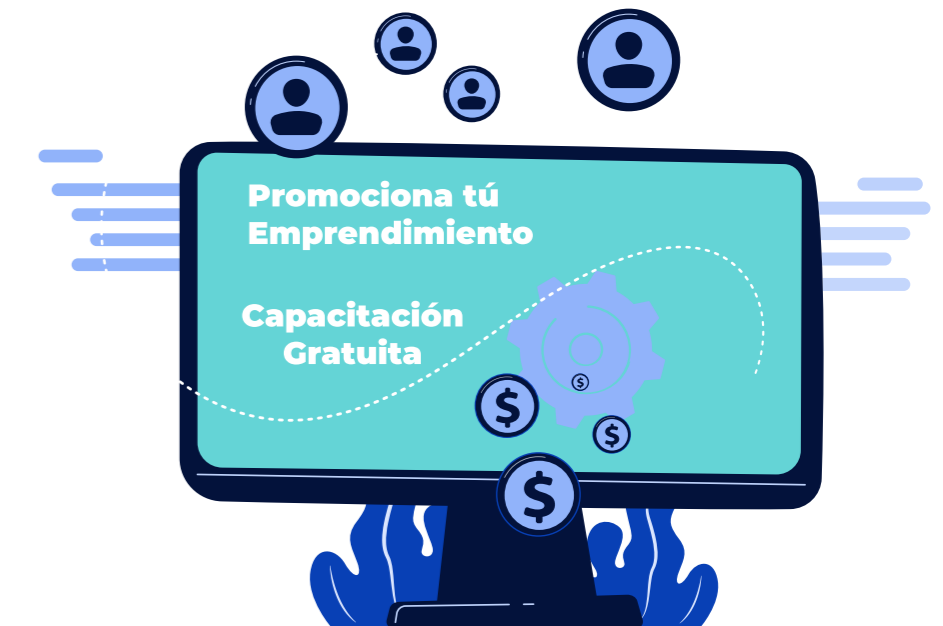 Promociona tú
Emprendimiento
Capacitación
Gratuita
$
$
$
$